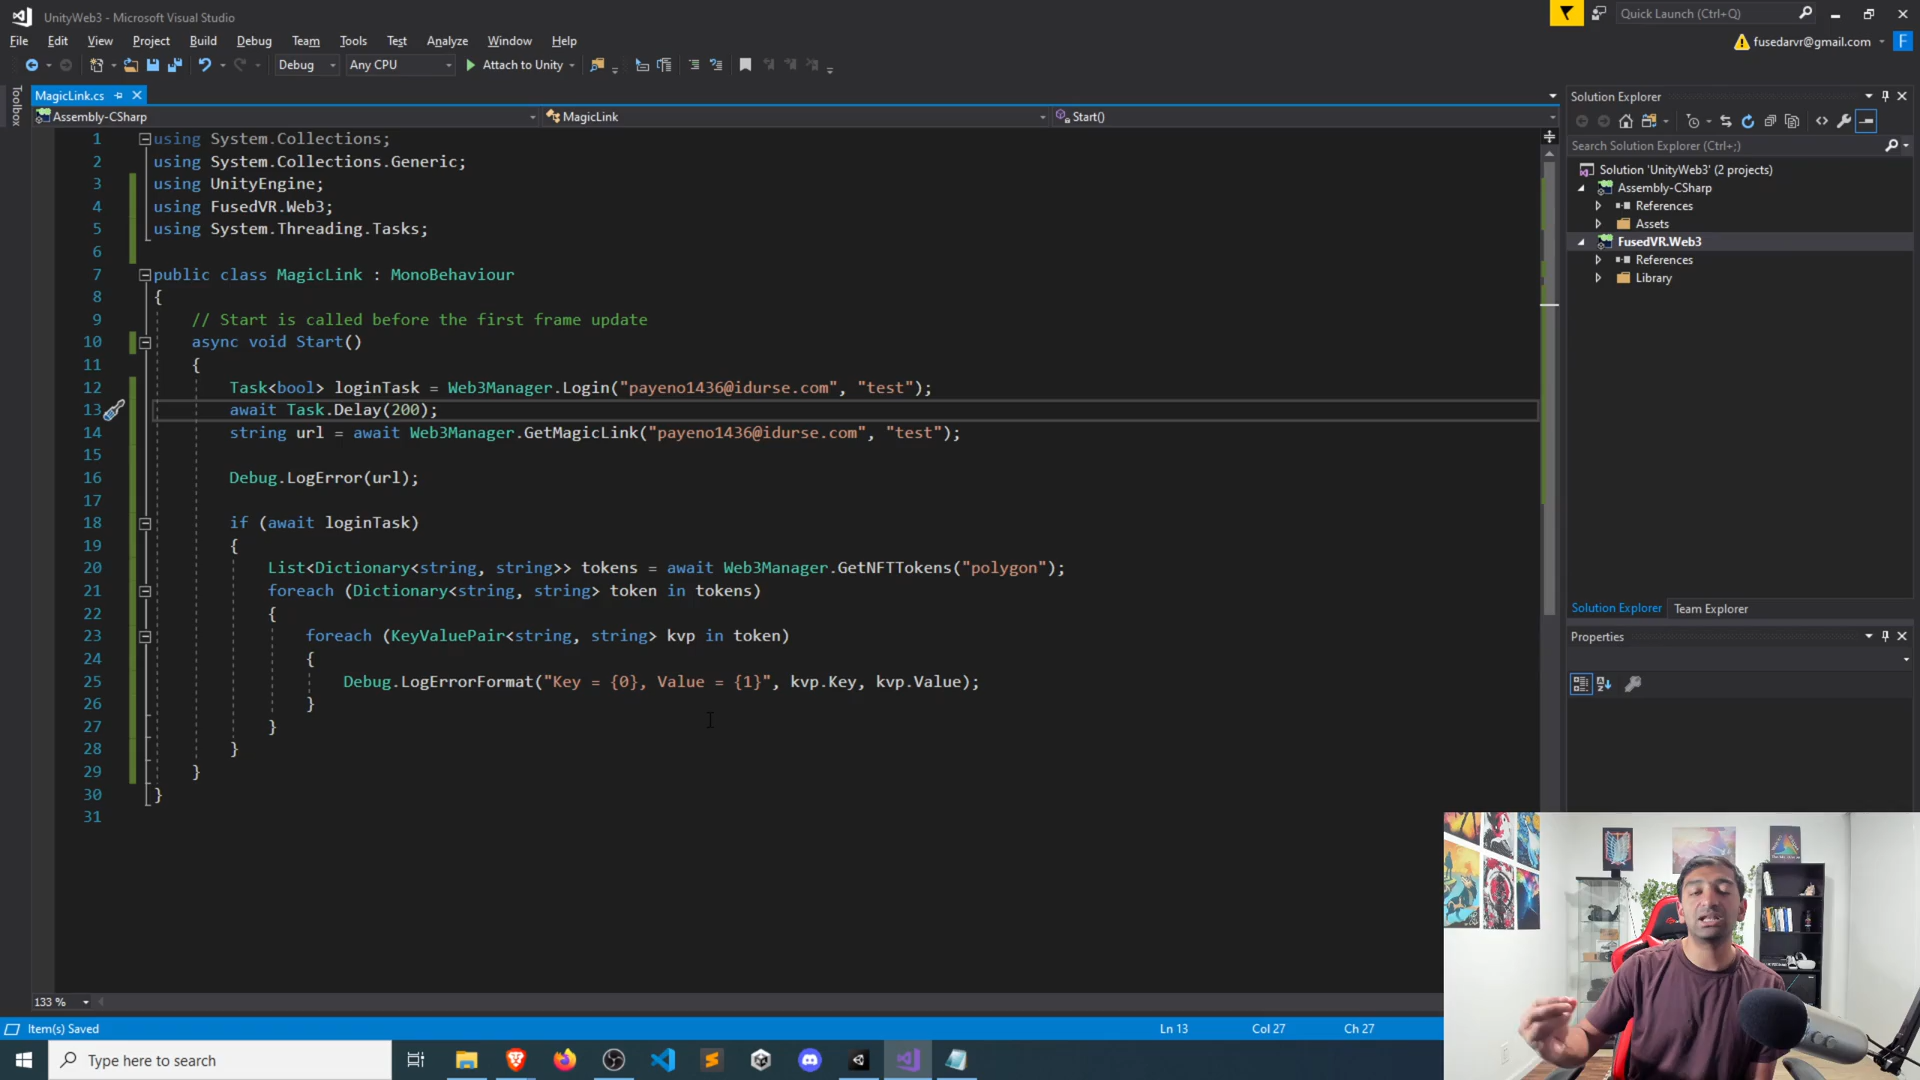 UnityWeb3 - Microsoft Visual Studio
Quick Launch (Ctrl+Q)
File Edit View Project Build Debug Team Tools Test Analyze Window Help
fusedarvr@gmail.com F
Debug Any CPU Attach to Unity
Toolbox
MagicLink.cs
Assembly-CSharp MagicLink Start()
1 using System.Collections;
2 using System.Collections.Generic;
3 using UnityEngine;
4 using FusedVR.Web3;
5 using System.Threading.Tasks;
6
7 public class MagicLink : MonoBehaviour
8 {
9 // Start is called before the first frame update
10 async void Start()
11 {
12 Task<bool> loginTask = Web3Manager.Login("payeno1436@idurse.com", "test");
13 await Task.Delay(200);
14 string url = await Web3Manager.GetMagicLink("payeno1436@idurse.com", "test");
15
16 Debug.LogError(url);
17
18 if (await loginTask)
19 {
20 List<Dictionary<string, string>> tokens = await Web3Manager.GetNFTTokens("polygon");
21 foreach (Dictionary<string, string> token in tokens)
22 {
23 foreach (KeyValuePair<string, string> kvp in token)
24 {
25 Debug.LogErrorFormat("Key = {0}, Value = {1}", kvp.Key, kvp.Value);
26 }
27 }
28 }
29 }
30 }
31
Solution Explorer
Search Solution Explorer (Ctrl+;)
Solution 'UnityWeb3' (2 projects)
Assembly-CSharp
References
Assets
FusedVR.Web3
References
Library
Solution Explorer Team Explorer
Properties
133 %
Item(s) Saved Ln 13 Col 27 Ch 27
Type here to search